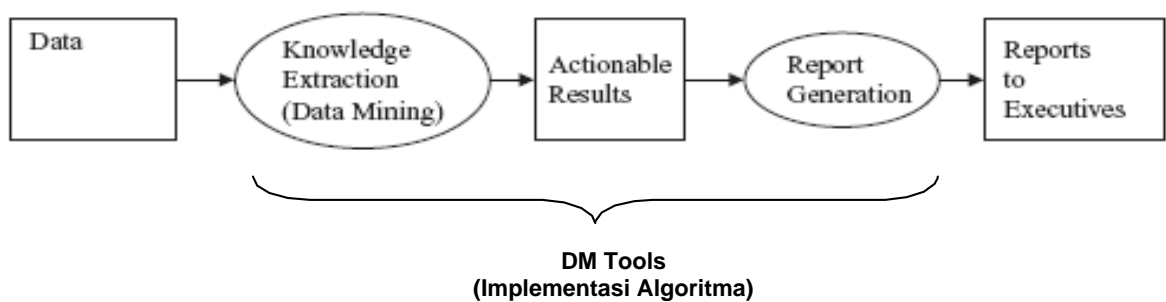 Data
Knowledge
Extraction
(Data Mining)
Actionable
Results
Report
Generation
Reports
to
Executives
DM Tools
(Implementasi Algoritma)